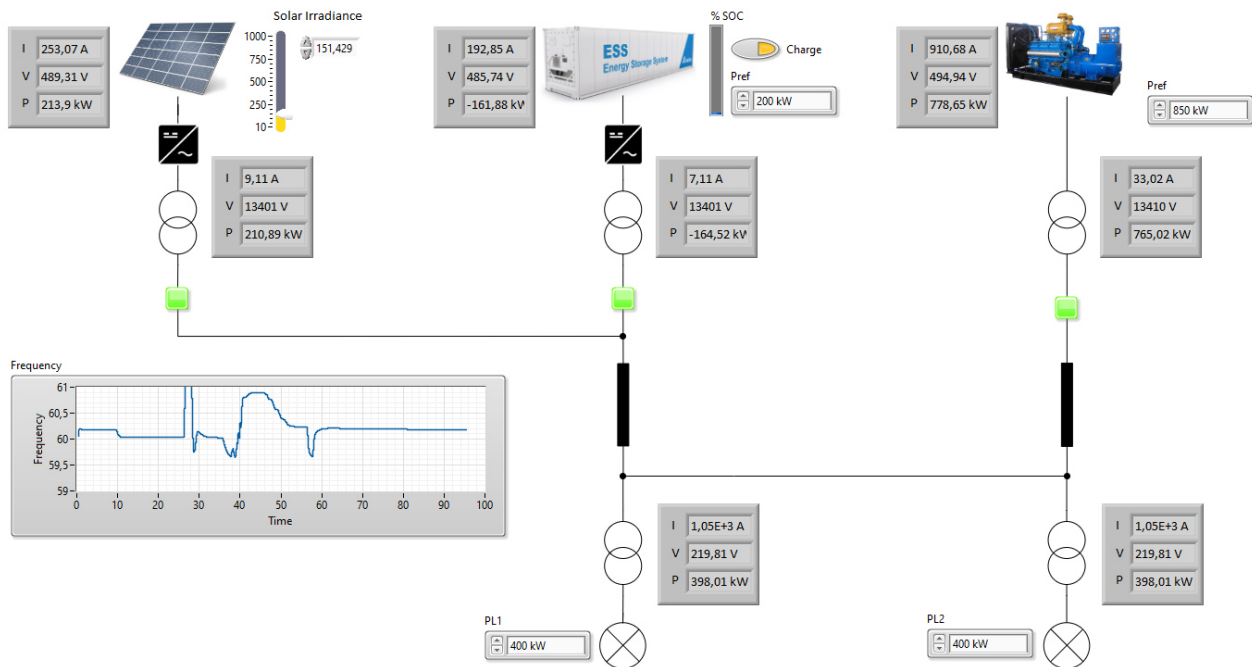 Solar Irradiance
1000
750
500
250
10
151,429
I 253,07 A
V 489,31 V
P 213,9 kW
I 192,85 A
V 485,74 V
P -161,88 kW
ESS
Energy Storage System
% SOC
Charge
Pref
200 kW
I 910,68 A
V 494,94 V
P 778,65 kW
Pref
850 kW
I 9,11 A
V 13401 V
P 210,89 kW
I 7,11 A
V 13401 V
P -164,52 kW
I 33,02 A
V 13410 V
P 765,02 kW
Frequency
Frequency
61
60,5
60
59,5
59
0 10 20 30 40 50 60 70 80 90 100
Time
I 1,05E+3 A
V 219,81 V
P 398,01 kW
I 1,05E+3 A
V 219,81 V
P 398,01 kW
PL1
400 kW
PL2
400 kW